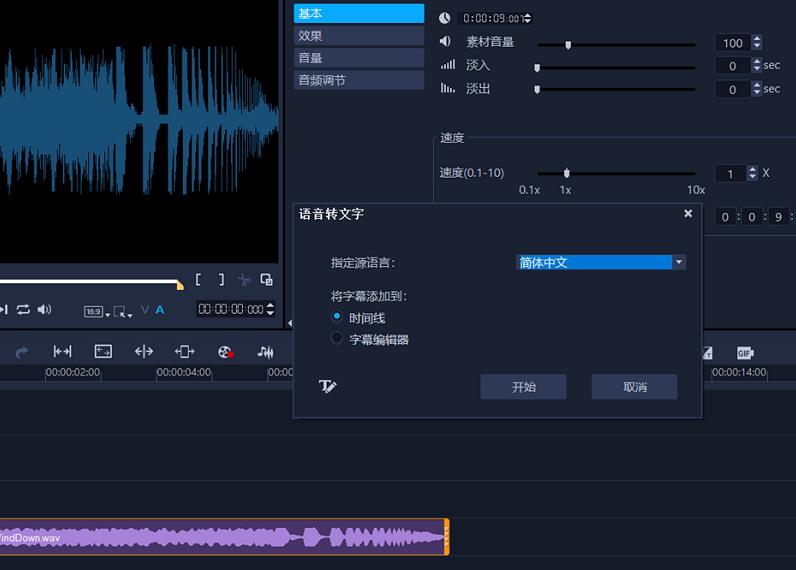 基本
效果
音量
音频调节
0:00:09:007
素材音量 100
淡入 0 sec
淡出 0 sec
速度
速度(0.1-10) 1 X
0.1x 1x 10x
0 : 0 : 9 :
语音转文字
指定源语言: 简体中文
将字幕添加到:
时间线
字幕编辑器
开始 取消
16:9 V A 00:00:00:000
GIF
00:00:02:00 00:00:04:00 00:00 00:00:14:00
indDown.wav